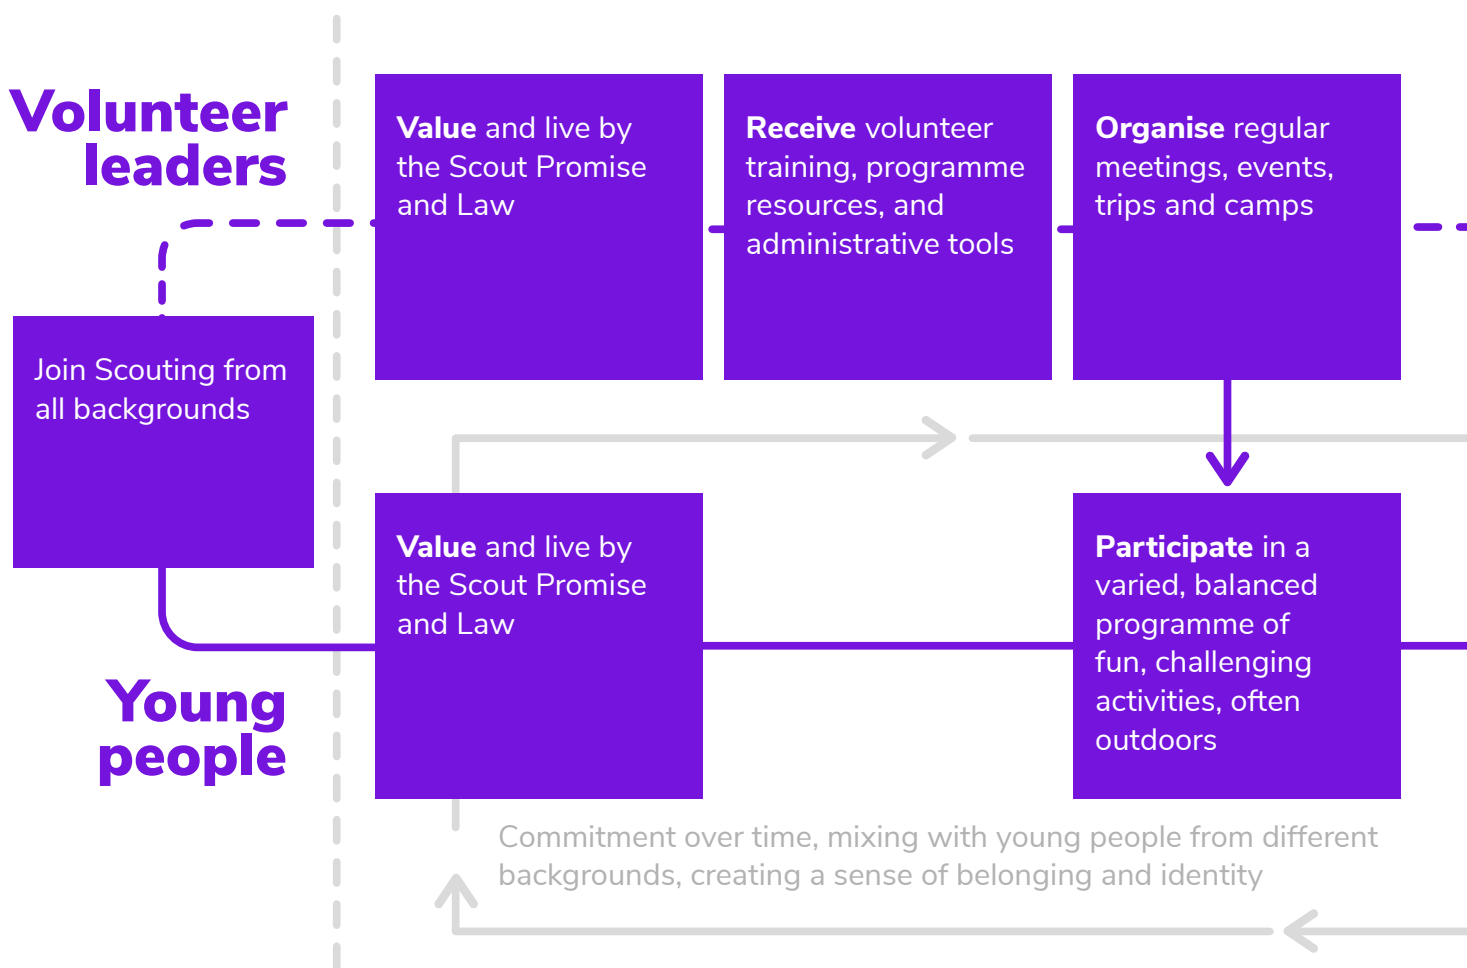 Volunteer
leaders
Value and live by
the Scout Promise
and Law
Receive volunteer
training, programme
resources, and
administrative tools
Organise regular
meetings, events,
trips and camps
Join Scouting from
all backgrounds
Young
people
Value and live by
the Scout Promise
and Law
Participate in a
varied, balanced
programme of
fun, challenging
activities, often
outdoors
Commitment over time, mixing with young people from different
backgrounds, creating a sense of belonging and identity